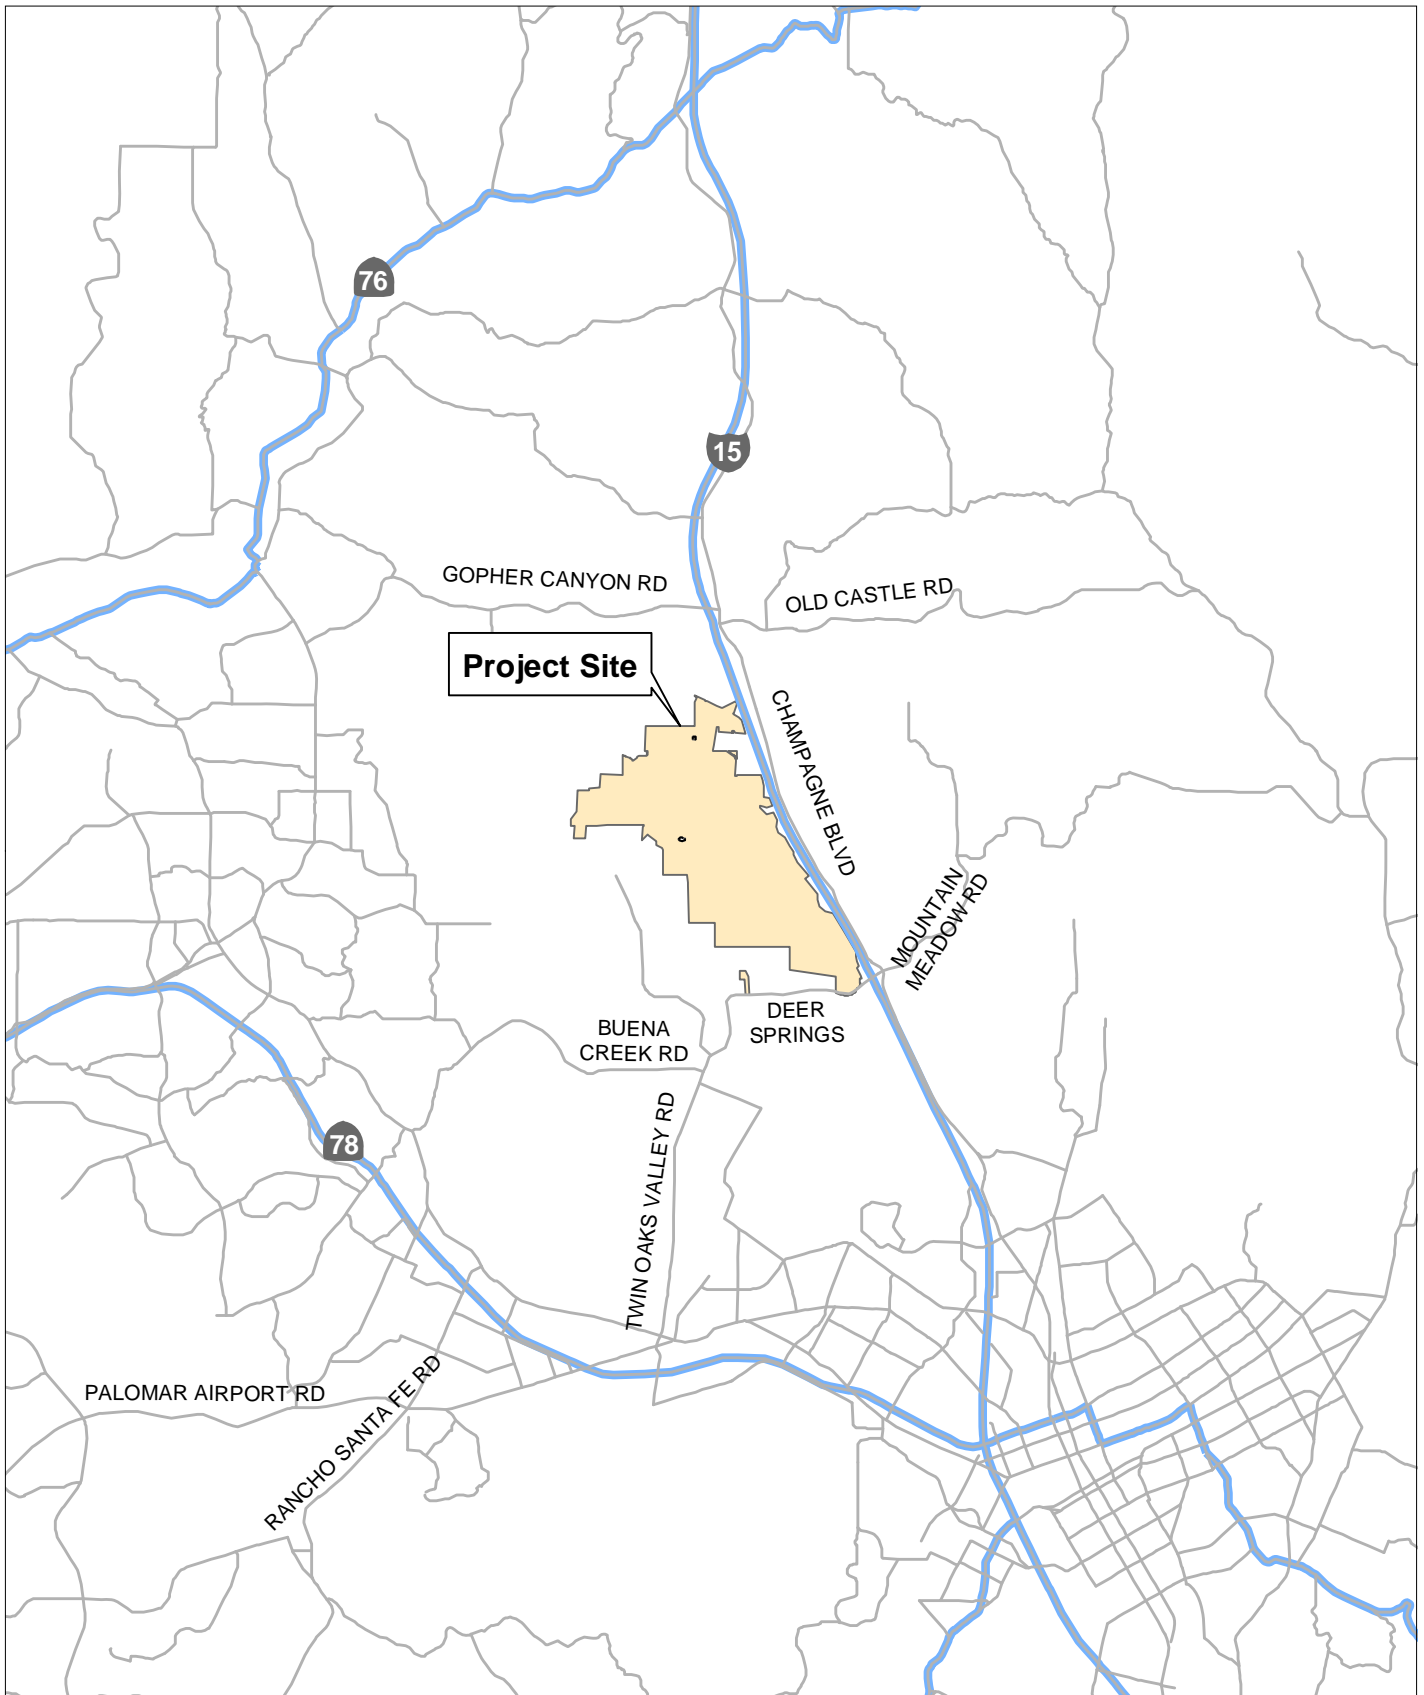 76
15
GOPHER CANYON RD
OLD CASTLE RD
Project Site
CHAMPAGNE BLVD
MOUNTAIN
MEADOW RD
DEER
SPRINGS
BUENA
CREEK RD
TWIN OAKS VALLEY RD
78
PALOMAR AIRPORT RD
RANCHO SANTA FE RD